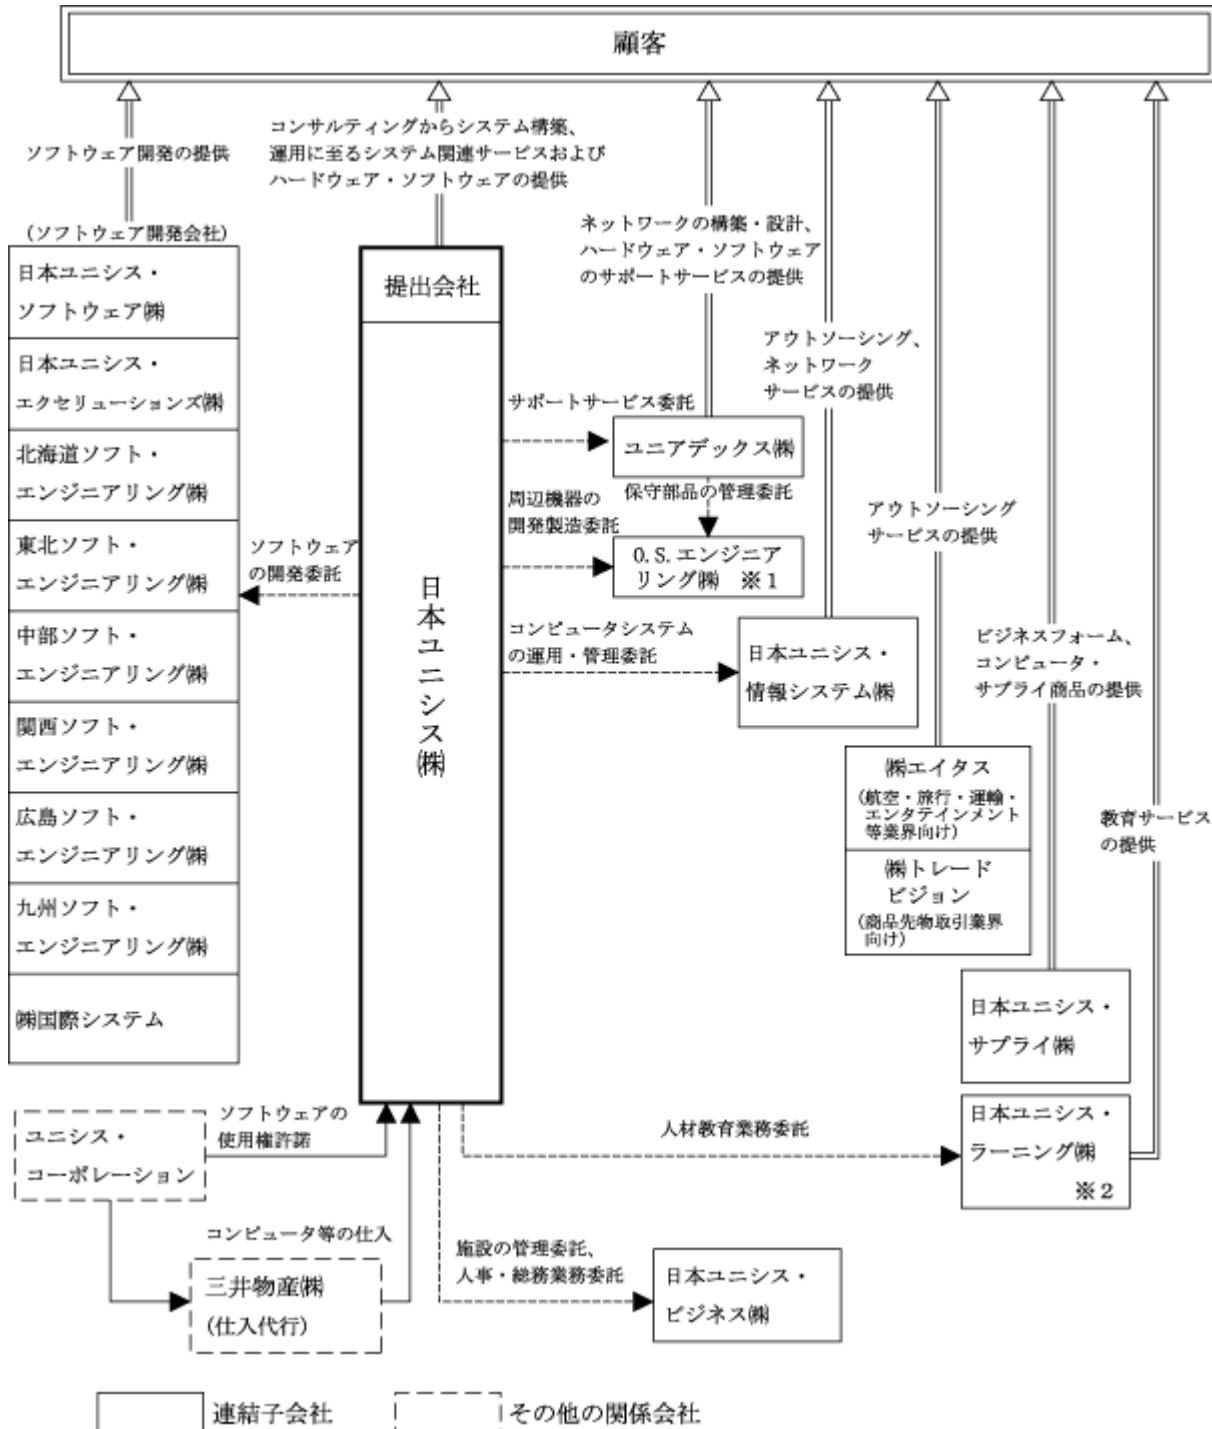 顧客
ソフトウェア開発の提供
コンサルティングからシステム構築、
運用に至るシステム関連サービスおよび
ハードウェア・ソフトウェアの提供
ネットワークの構築・設計、
ハードウェア・ソフトウェア
のサポートサービスの提供
アウトソーシング、
ネットワーク
サービスの提供
アウトソーシング
サービスの提供
ビジネスフォーム、
コンピュータ・
サプライ商品の提供
教育サービス
の提供
(ソフトウェア開発会社)
日本ユニシス・
ソフトウェア㈱
日本ユニシス・
エクセリューションズ㈱
北海道ソフト・
エンジニアリング㈱
東北ソフト・
エンジニアリング㈱
中部ソフト・
エンジニアリング㈱
関西ソフト・
エンジニアリング㈱
広島ソフト・
エンジニアリング㈱
九州ソフト・
エンジニアリング㈱
㈱国際システム
ソフトウェア
の開発委託
提出会社
日本ユニシス㈱
サポートサービス委託
ユニアデックス㈱
保守部品の管理委託
周辺機器の
開発製造委託
O.S.エンジニア
リング㈱ ※1
コンピュータシステム
の運用・管理委託
日本ユニシス・
情報システム㈱
㈱エイタス
(航空・旅行・運輸・
エンタテインメント
等業界向け)
㈱トレード
ビジョン
(商品先物取引業界
向け)
日本ユニシス・
サプライ㈱
人材教育業務委託
日本ユニシス・
ラーニング㈱
※2
ユニシス・
コーポレーション
ソフトウェアの
使用権許諾
コンピュータ等の仕入
三井物産㈱
(仕入代行)
施設の管理委託、
人事・総務業務委託
日本ユニシス・
ビジネス㈱
連結子会社
その他の関係会社